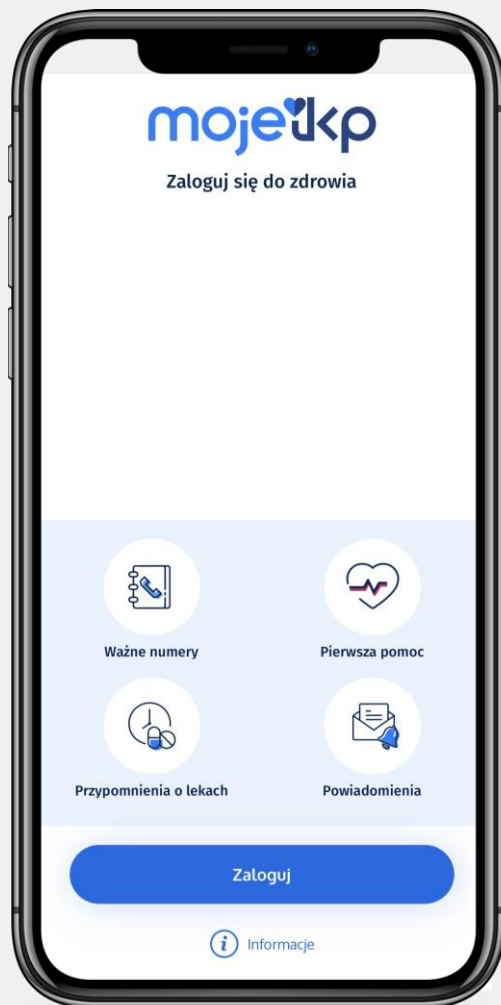 mojeikp
Zaloguj się do zdrowia
Ważne numery
Pierwsza pomoc
Przypomnienia o lekach
Powiadomienia
Zaloguj
i Informacje